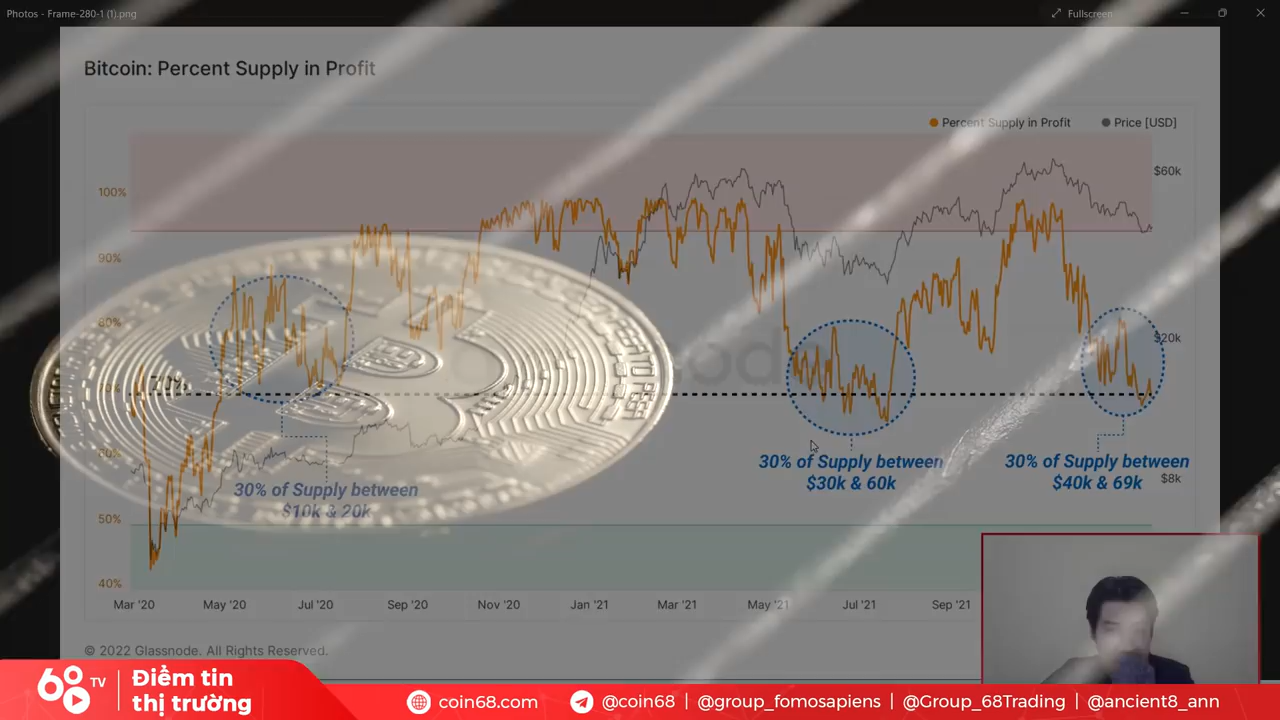 Photos - Frame-280-1 (1).png
Fullscreen
Bitcoin: Percent Supply in Profit
Percent Supply in Profit
Price [USD]
100%
$60k
90%
80%
$20k
70%
70%
60%
30% of Supply between
$30k & 60k
30% of Supply between
$40k & 69k
$8k
30% of Supply between
$10k & 20k
50%
40%
Mar '20
May '20
Jul '20
Sep '20
Nov '20
Jan '21
Mar '21
May '21
Jul '21
Sep '21
© 2022 Glassnode. All Rights Reserved.
68 TV
Điểm tin
thị trường
coin68.com
@coin68 | @group_fomosapiens | @Group_68Trading | @ancient8_ann